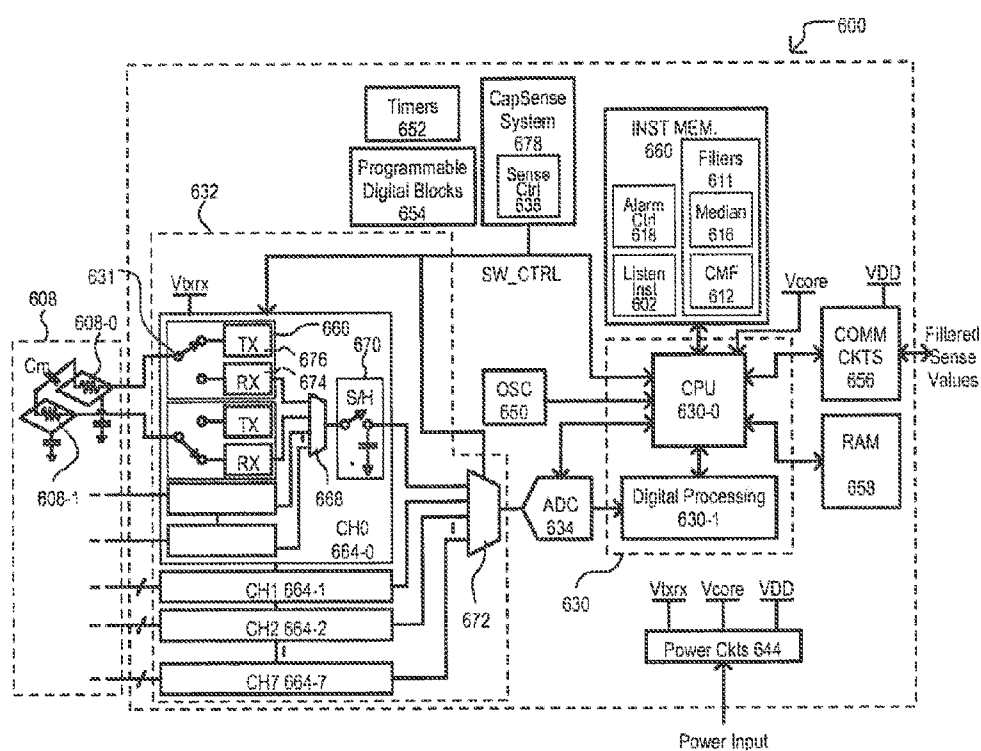 600
Timers
652
CapSense
System
678
Sense
Ctrl
638
Programmable
Digital Blocks
654
INST MEM.
660
Filters
611
Alarm
Ctrl
618
Median
616
Listen
Inst
602
CMF
612
632
SW_CTRL
Vcore
VDD
631
Vtxrx
608
608-0
Cm
TX
666
676
RX
674
670
S/H
TX
RX
668
608-1
CH0
664-0
CH1 664-1
CH2 664-2
CH7 664-7
672
OSC
650
CPU
630-0
COMM
CKTS
656
Filtered
Sense
Values
RAM
658
ADC
634
Digital Processing
630-1
630
Vtxrx
Vcore
VDD
Power Ckts 644
Power Input